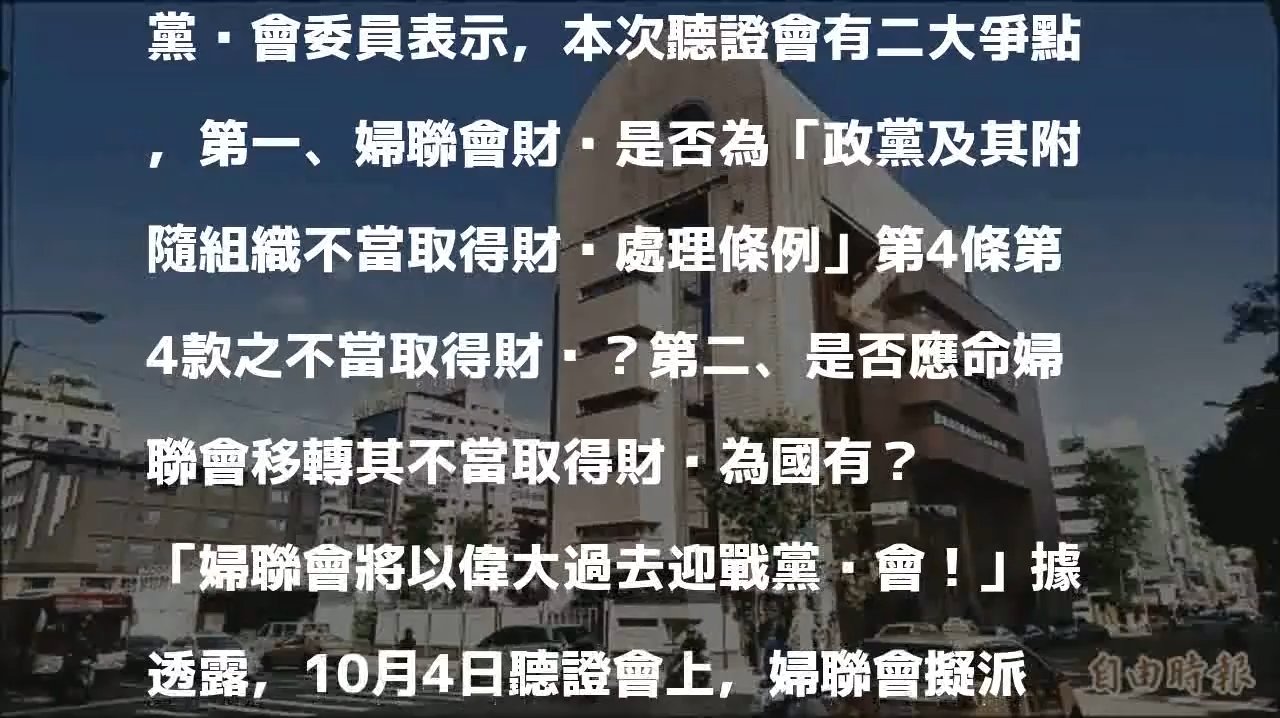 黨·會委員表示，本次聽證會有二大爭點
，第一、婦聯會財·是否為「政黨及其附
隨組織不當取得財·處理條例」第4條第
4款之不當取得財·？第二、是否應命婦
聯會移轉其不當取得財·為國有？
「婦聯會將以偉大過去迎戰黨·會！」據
透露，10月4日聽證會上，婦聯會擬派
自由時報